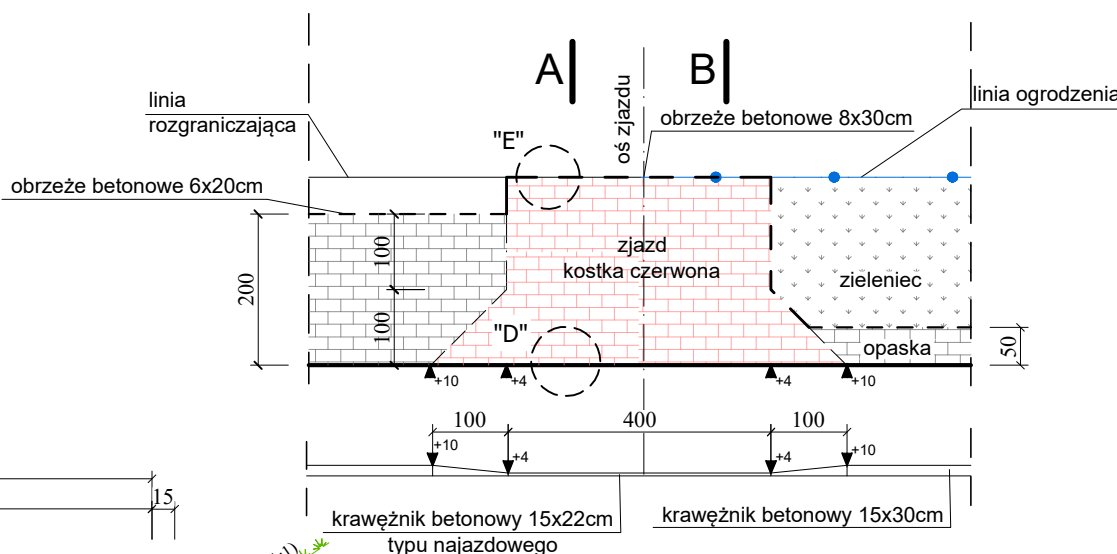 A
B
oś zjazdu
linia
rozgraniczająca
"E"
obrzeże betonowe 8x30cm
linia ogrodzenia
obrzeże betonowe 6x20cm
zjazd
kostka czerwona
zieleniec
200
100
100
"D"
opaska
50
+10
+4
+4
+10
100
400
100
+10
+4
+4
+10
15
krawężnik betonowy 15x22cm
typu najazdowego
krawężnik betonowy 15x30cm